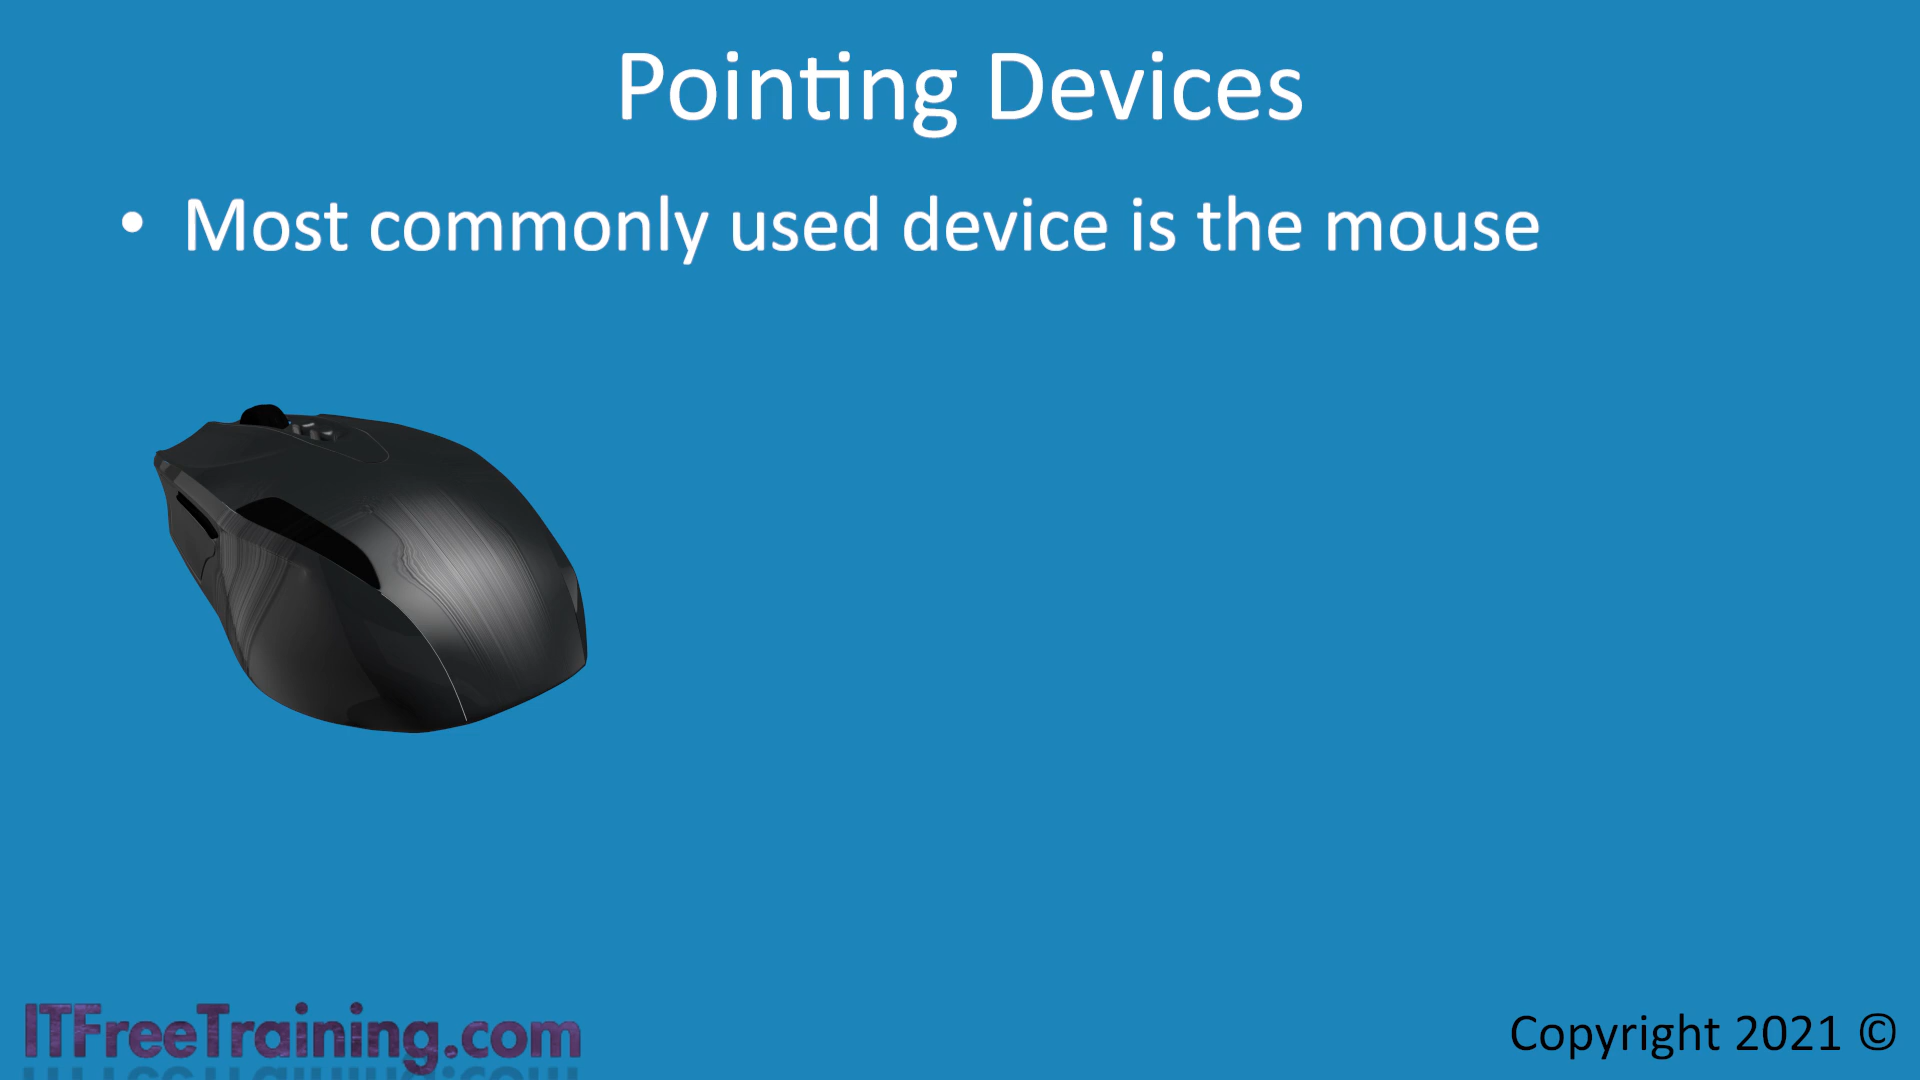 Pointing Devices
• Most commonly used device is the mouse
ITFreeTraining.com
Copyright 2021 ©